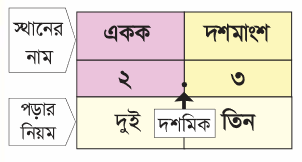 স্থানের নাম
একক দশমাংশ
২ ৩
পড়ার নিয়ম
দুই দশমিক তিন